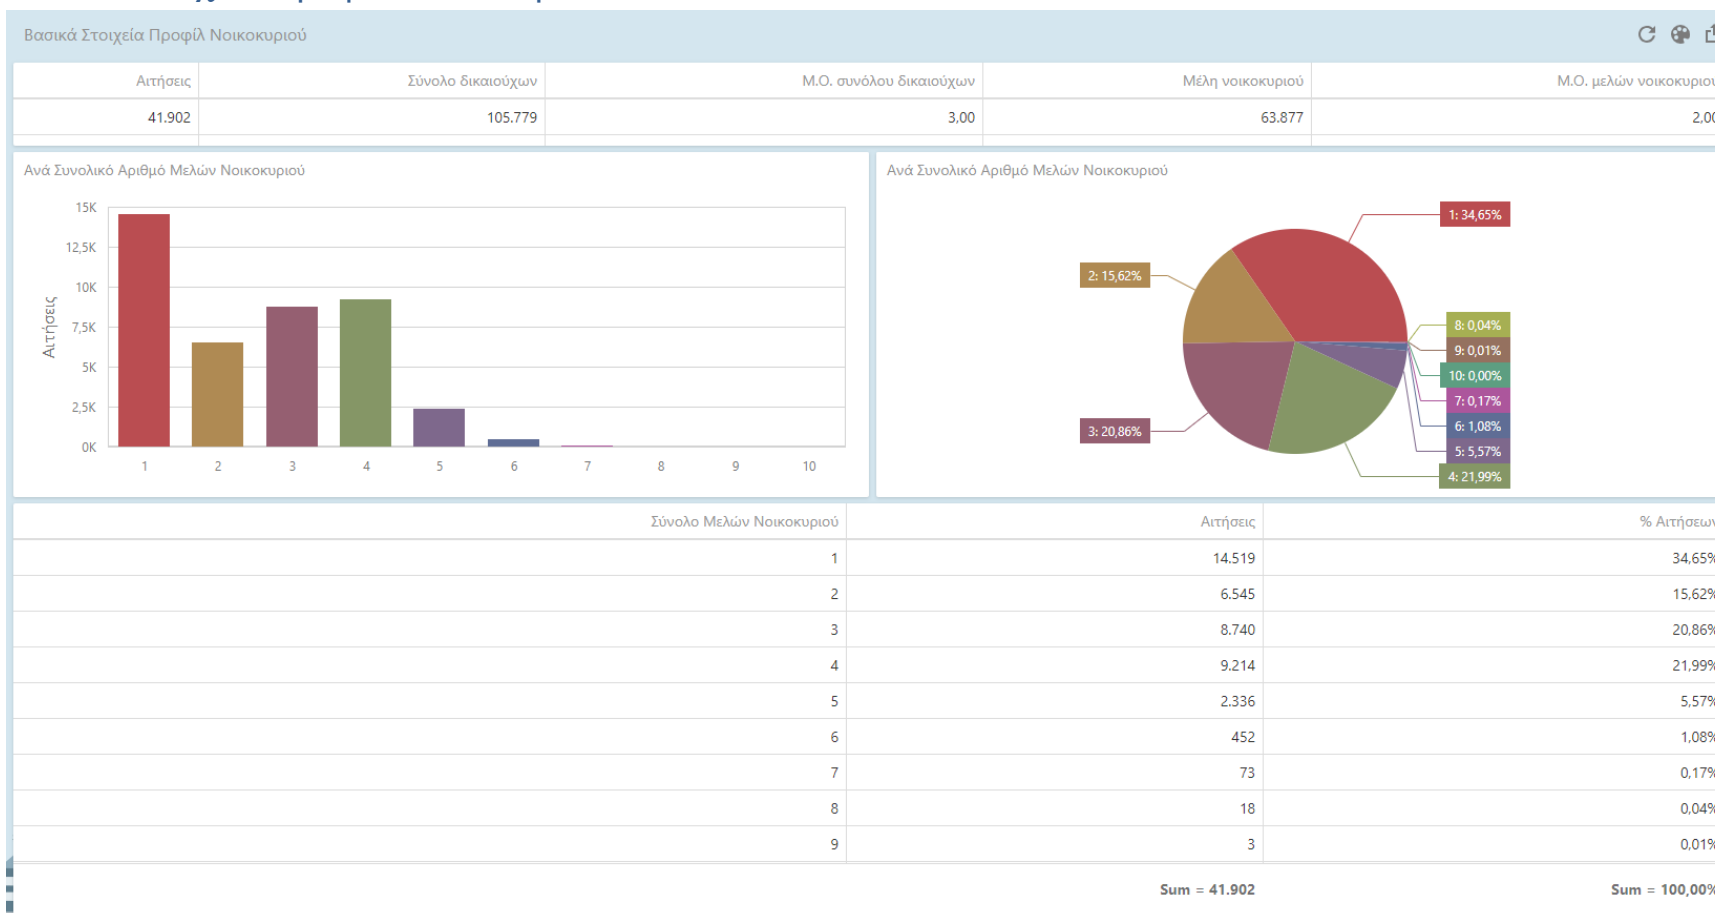 Βασικά Στοιχεία Προφίλ Νοικοκυριού
Αιτήσεις Σύνολο δικαιούχων Μ.Ο. συνόλου δικαιούχων Μέλη νοικοκυριού Μ.Ο. μελών νοικοκυριού
41.902 105.779 3,00 63.877 2,00
Ανά Συνολικό Αριθμό Μελών Νοικοκυριού
15K
12,5K
10K
7,5K
5K
2,5K
0K
Αιτήσεις
1 2 3 4 5 6 7 8 9 10
Ανά Συνολικό Αριθμό Μελών Νοικοκυριού
1: 34,65%
2: 15,62%
8: 0,04%
9: 0,01%
10: 0,00%
7: 0,17%
6: 1,08%
3: 20,86%
5: 5,57%
4: 21,99%
Σύνολο Μελών Νοικοκυριού Αιτήσεις % Αιτήσεων
1 14.519 34,65%
2 6.545 15,62%
3 8.740 20,86%
4 9.214 21,99%
5 2.336 5,57%
6 452 1,08%
7 73 0,17%
8 18 0,04%
9 3 0,01%
Sum = 41.902 Sum = 100,00%